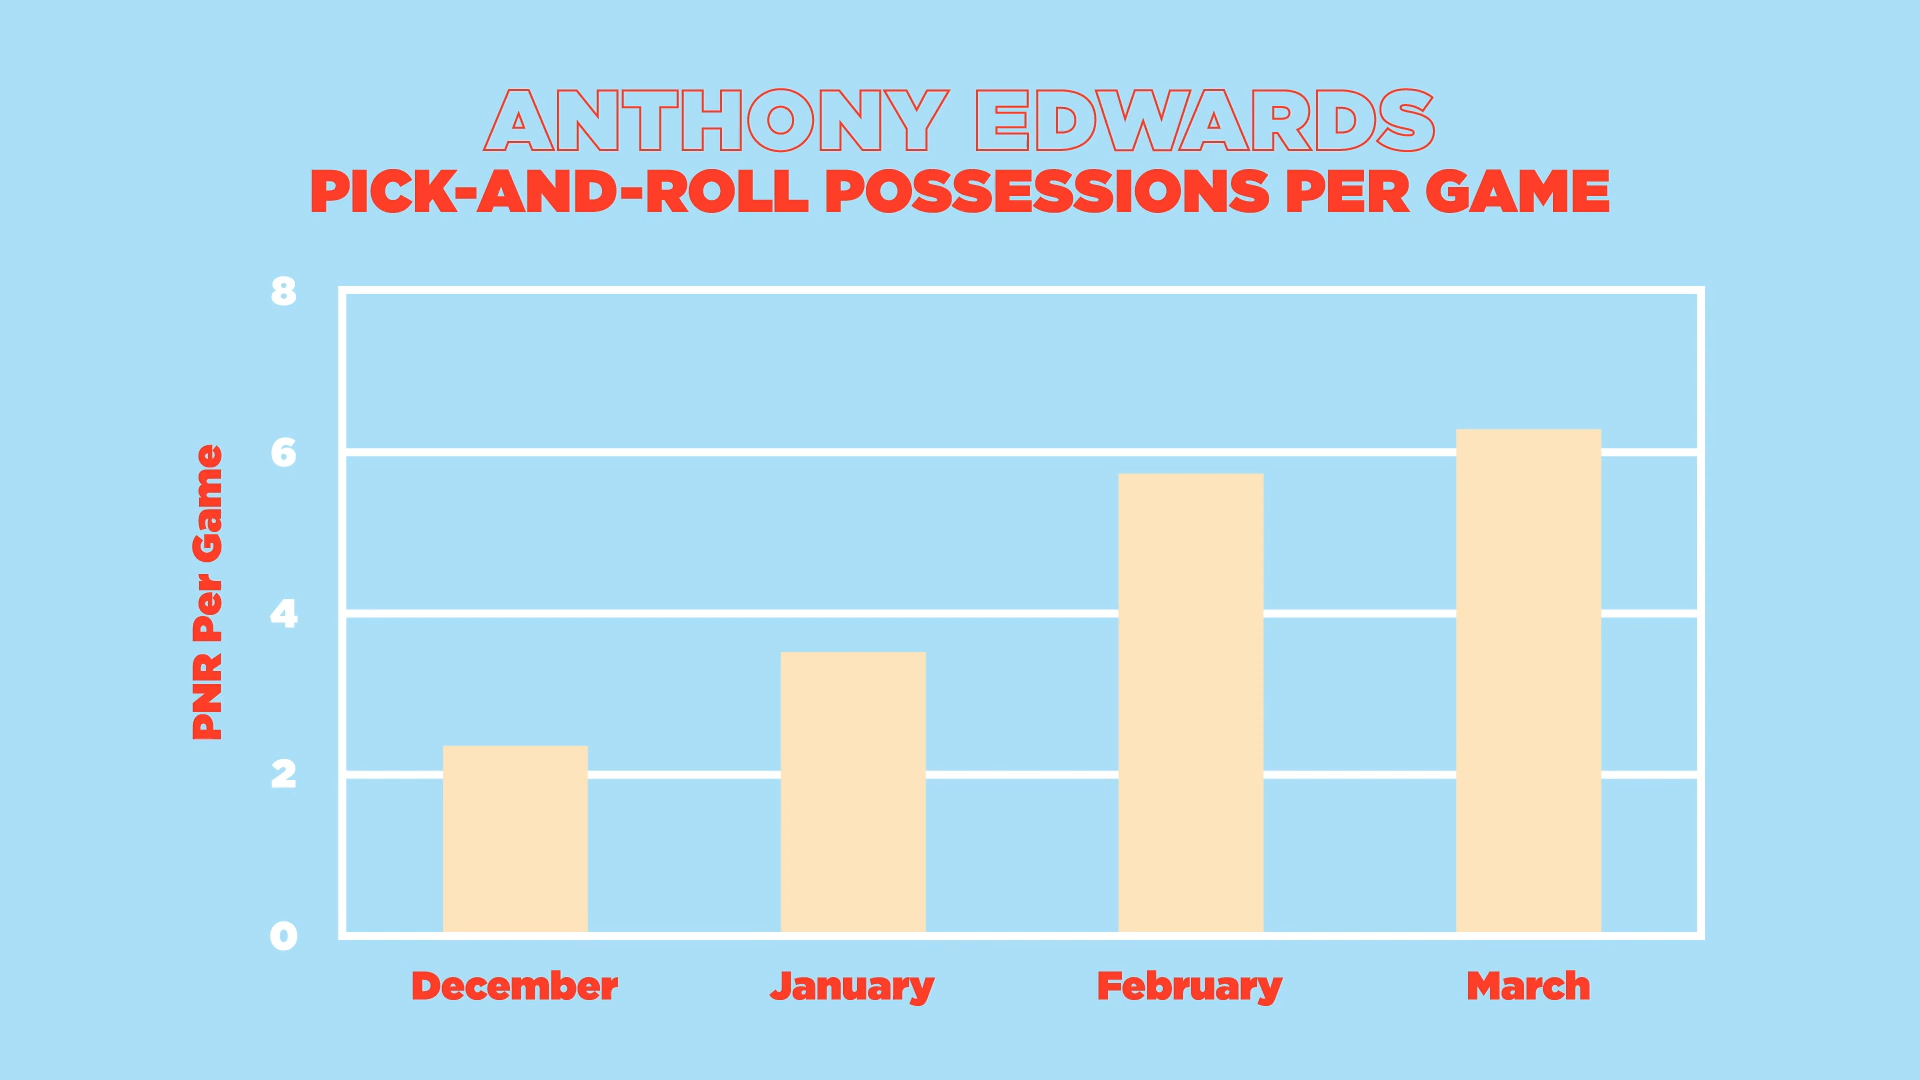 ANTHONY EDWARDS
PICK-AND-ROLL POSSESSIONS PER GAME
PNR Per Game
8
6
4
2
0
December January February March